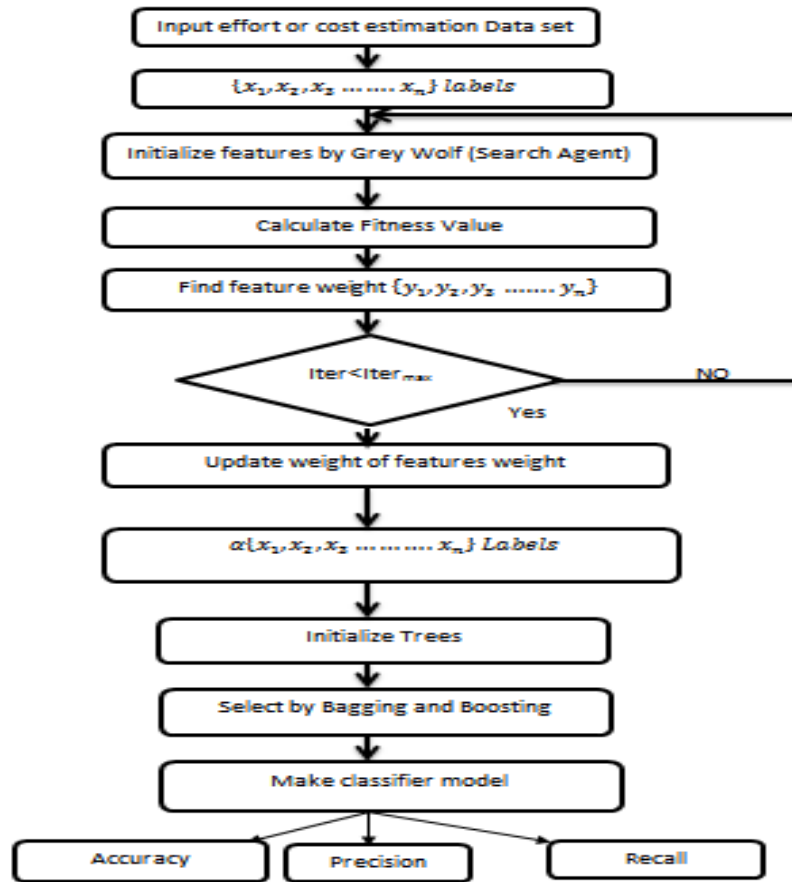 Input effort or cost estimation Data set
{x₁, x₂, x₃ ....... xₙ} labels
Initialize features by Grey Wolf (Search Agent)
Calculate Fitness Value
Find feature weight {y₁, y₂, y₃ ....... yₙ}
Iter<Iterₘₐₓ
NO
Yes
Update weight of features weight
α{x₁, x₂, x₃ .......... xₙ} Labels
Initialize Trees
Select by Bagging and Boosting
Make classifier model
Accuracy
Precision
Recall